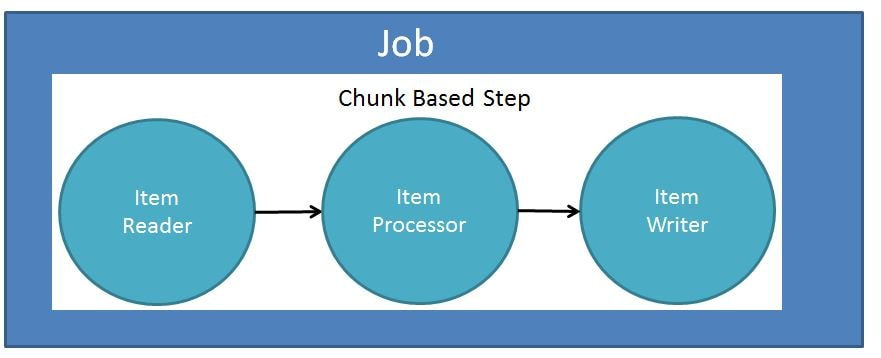 Job
Chunk Based Step
Item
Reader
Item
Processor
Item
Writer